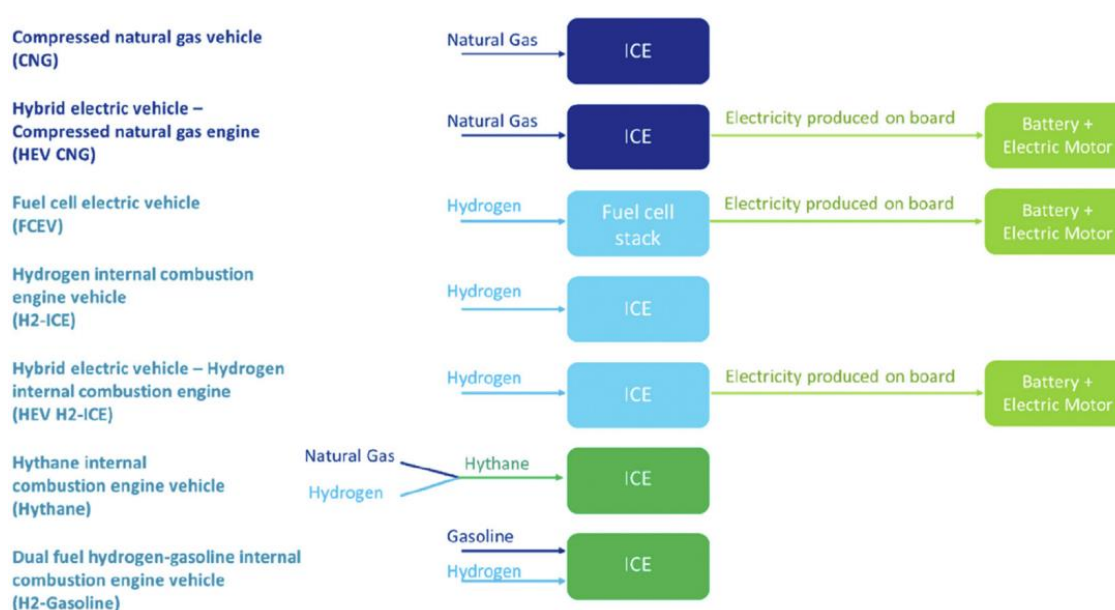 Compressed natural gas vehicle
(CNG)
Natural Gas
ICE
Hybrid electric vehicle –
Compressed natural gas engine
(HEV CNG)
Natural Gas
ICE
Electricity produced on board
Battery +
Electric Motor
Fuel cell electric vehicle
(FCEV)
Hydrogen
Fuel cell
stack
Electricity produced on board
Battery +
Electric Motor
Hydrogen internal combustion
engine vehicle
(H2-ICE)
Hydrogen
ICE
Hybrid electric vehicle – Hydrogen
internal combustion engine
(HEV H2-ICE)
Hydrogen
ICE
Electricity produced on board
Battery +
Electric Motor
Hythane internal
combustion engine vehicle
(Hythane)
Natural Gas
Hydrogen
Hythane
ICE
Dual fuel hydrogen-gasoline internal
combustion engine vehicle
(H2-Gasoline)
Gasoline
Hydrogen
ICE